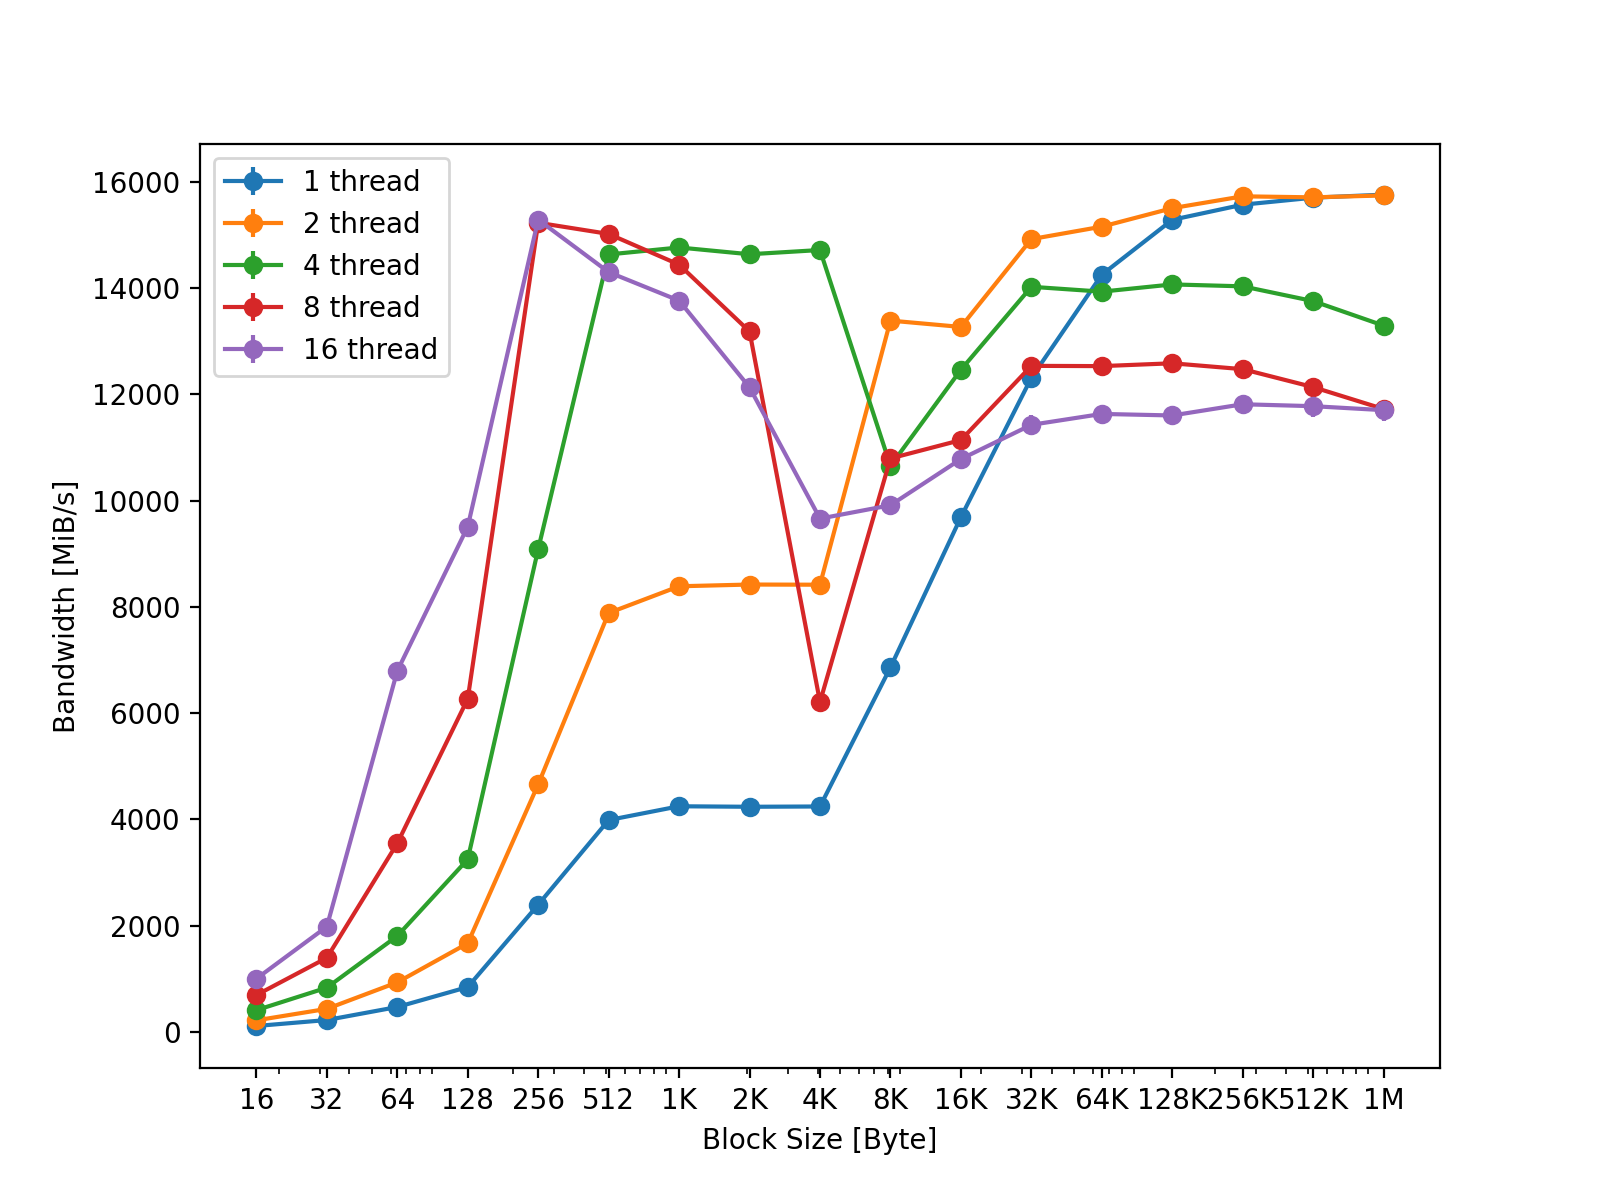 1 thread
2 thread
4 thread
8 thread
16 thread
16000
14000
12000
10000
8000
6000
4000
2000
0
Bandwidth [MiB/s]
16 32 64 128 256 512 1K 2K 4K 8K 16K 32K 64K 128K 256K 512K 1M
Block Size [Byte]